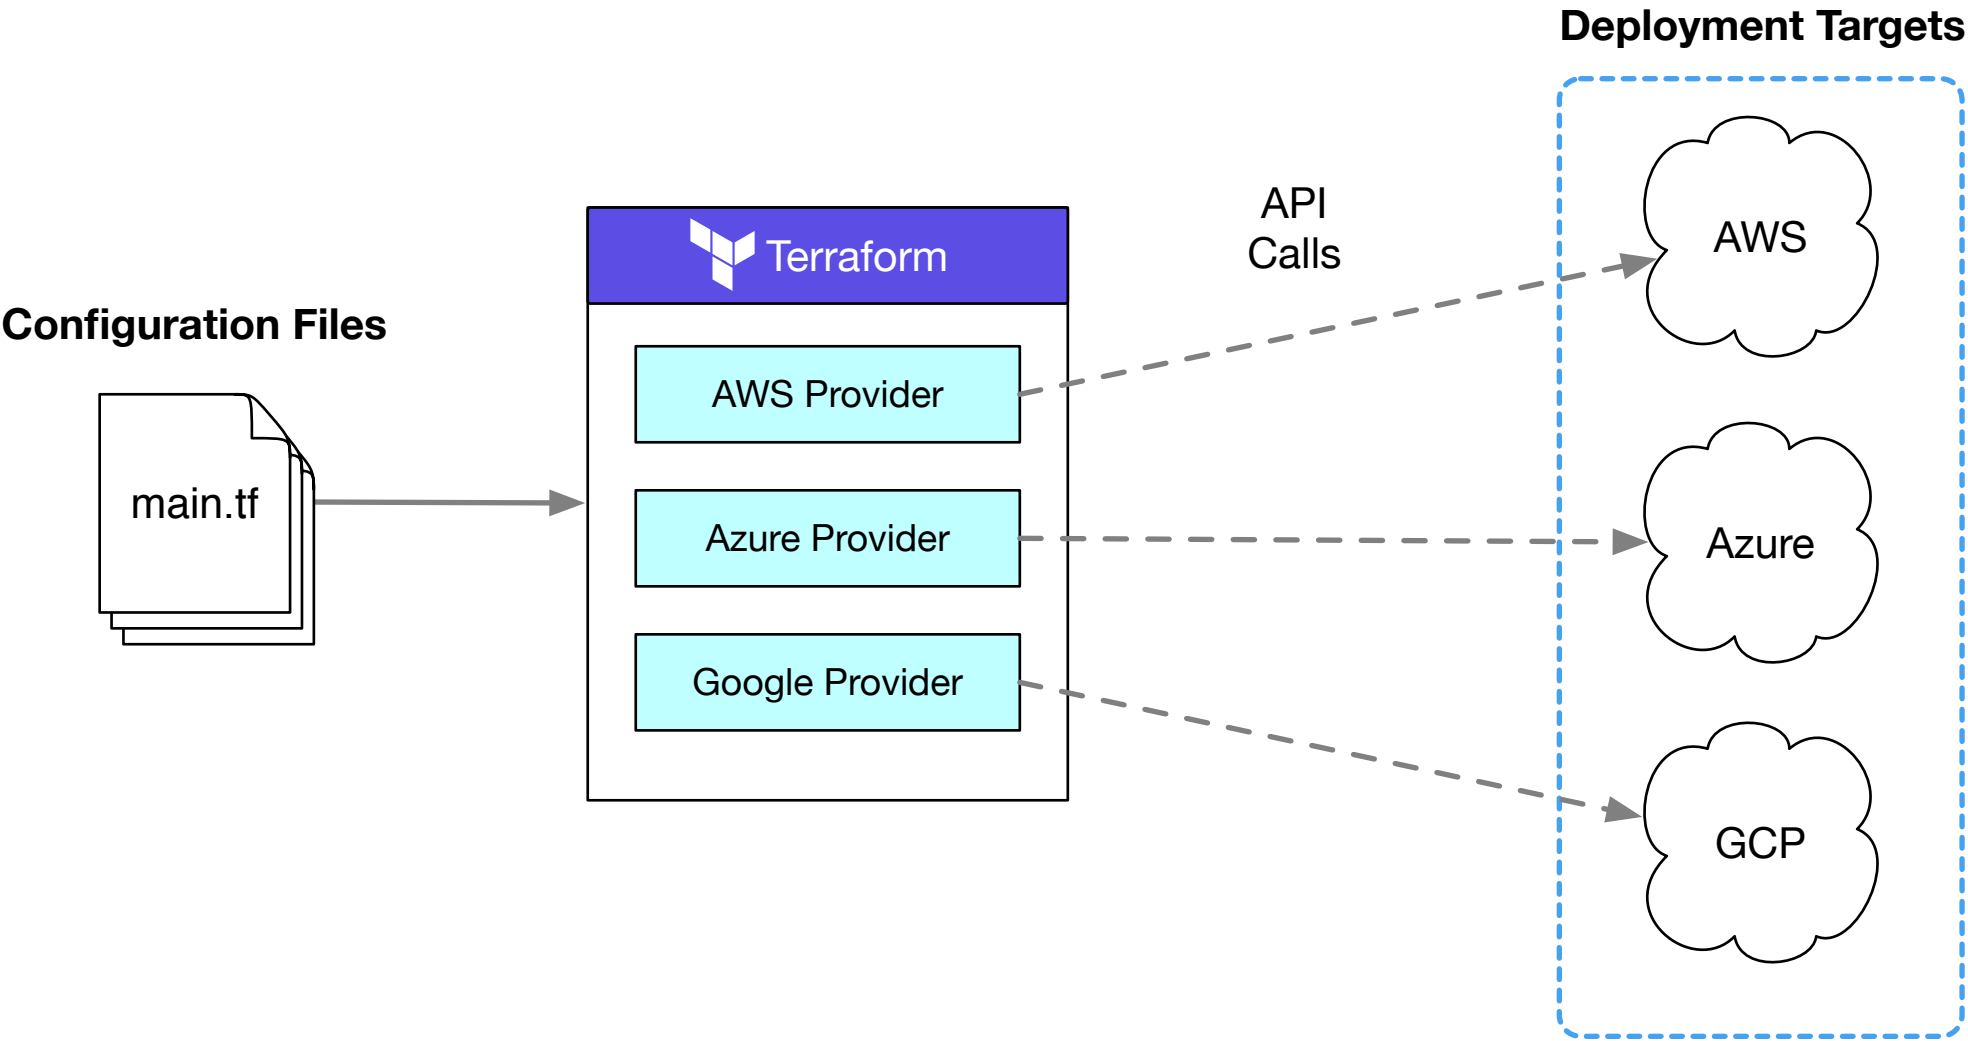 Deployment Targets
API
Calls
AWS
Terraform
Configuration Files
AWS Provider
main.tf
Azure Provider
Azure
Google Provider
GCP